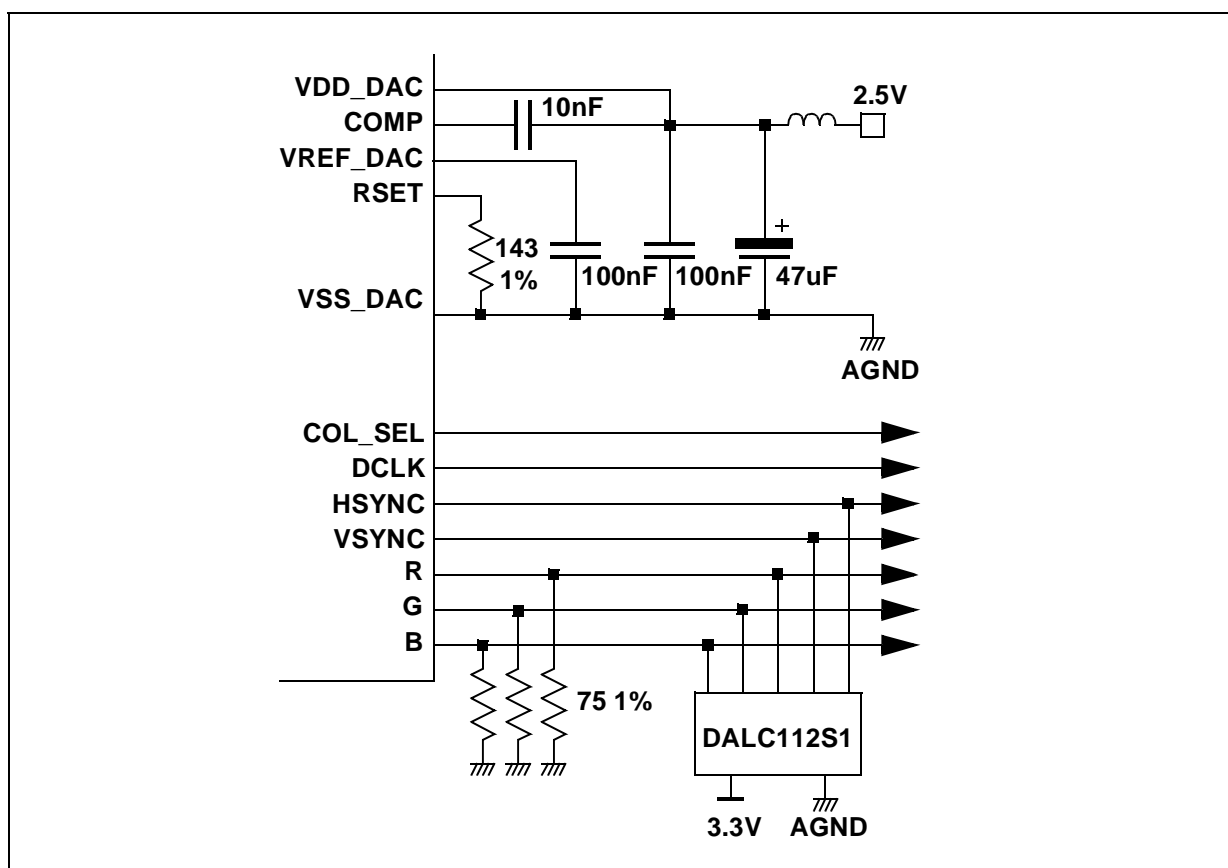 VDD_DAC
2.5V
COMP
10nF
VREF_DAC
RSET
+
143
1%
100nF
100nF
47uF
VSS_DAC
AGND
COL_SEL
DCLK
HSYNC
VSYNC
R
G
B
75 1%
DALC112S1
3.3V
AGND